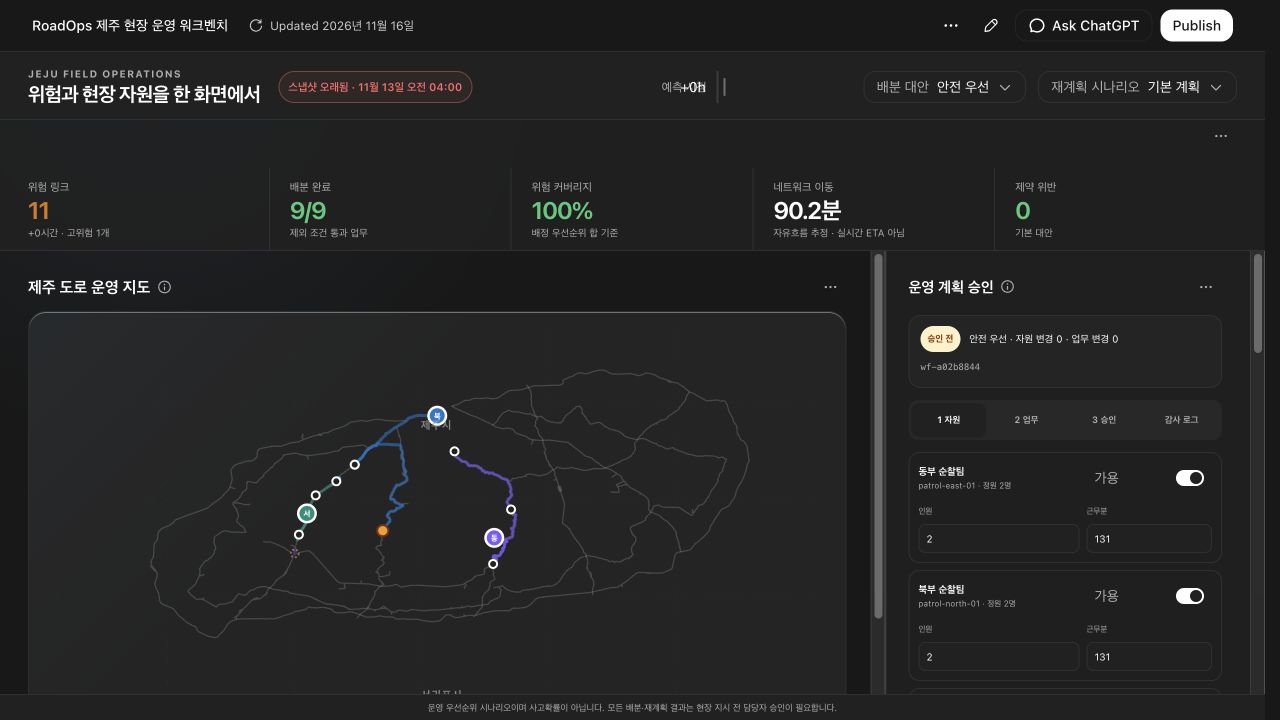 RoadOps 제주 현장 운영 워크벤치
Updated 2026년 11월 16일
Ask ChatGPT
Publish
JEJU FIELD OPERATIONS
위험과 현장 자원을 한 화면에서
스냅샷 오래됨 · 11월 13일 오전 04:00
예측
+0h
배분 대안 안전 우선
재계획 시나리오 기본 계획
위험 링크
11
+0시간 · 고위험 1개
배분 완료
9/9
제외 조건 통과 업무
위험 커버리지
100%
배정 우선순위 합 기준
네트워크 이동
90.2분
자유흐름 추정 · 실시간 ETA 아님
제약 위반
0
기본 대안
제주 도로 운영 지도
북
서
동
운영 계획 승인
승인 전
안전 우선 · 자원 변경 0 · 업무 변경 0
wf-a02b8844
1 자원
2 업무
3 승인
감사 로그
동부 순찰팀
patrol-east-01 · 정원 2명
가용
인원
근무분
2
131
북부 순찰팀
patrol-north-01 · 정원 2명
가용
인원
근무분
2
131
운영 우선순위 시나리오이며 사고확률이 아닙니다. 모든 배분·재계획 결과는 현장 지시 전 담당자 승인이 필요합니다.